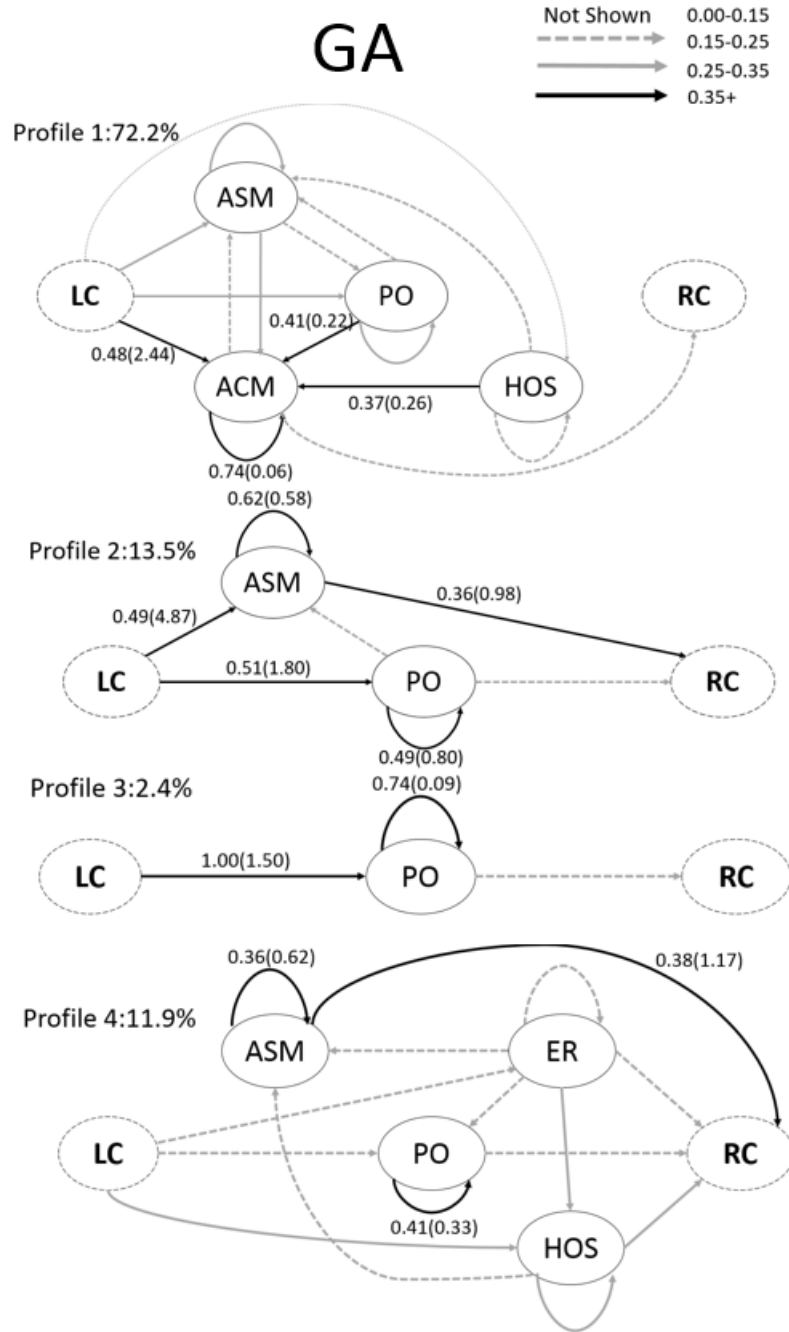 GA
Not Shown 0.00-0.15
0.15-0.25
0.25-0.35
0.35+
Profile 1:72.2%
ASM
LC
PO
RC
0.41(0.22)
0.48(2.44)
ACM
HOS
0.37(0.26)
0.74(0.06)
0.62(0.58)
Profile 2:13.5%
ASM
0.36(0.98)
0.49(4.87)
LC
0.51(1.80)
PO
RC
0.49(0.80)
Profile 3:2.4%
0.74(0.09)
LC
1.00(1.50)
PO
RC
0.36(0.62)
0.38(1.17)
Profile 4:11.9%
ASM
ER
LC
PO
RC
0.41(0.33)
HOS